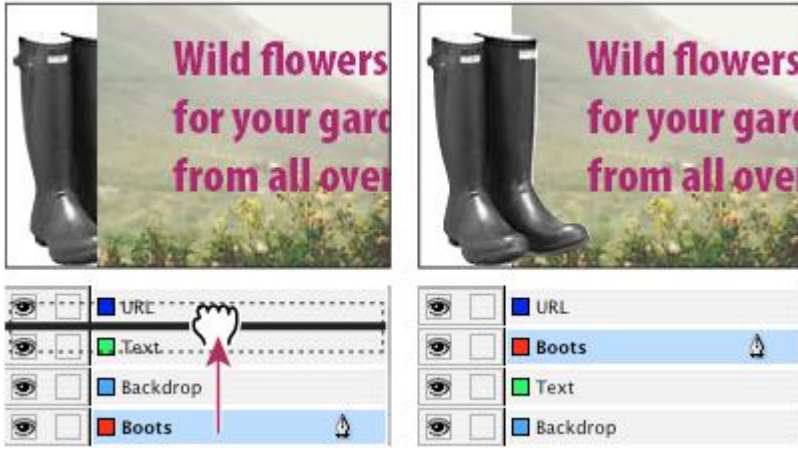 Wild flowers
for your gard
from all over
URL
Text
Backdrop
Boots
Wild flowers
for your gard
from all over
URL
Boots
Text
Backdrop